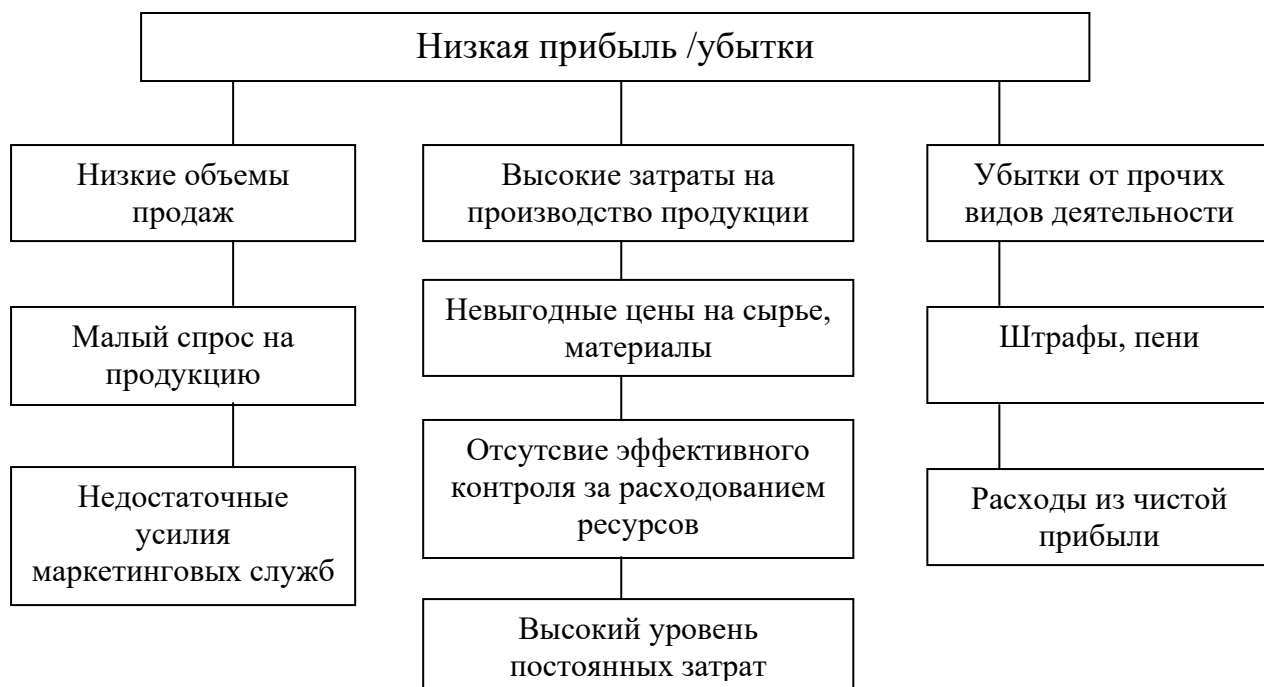 Низкая прибыль /убытки
Низкие объемы
продаж
Малый спрос на
продукцию
Недостаточные
усилия
маркетинговых служб
Высокие затраты на
производство продукции
Невыгодные цены на сырье,
материалы
Отсутсвие эффективного
контроля за расходованием
ресурсов
Высокий уровень
постоянных затрат
Убытки от прочих
видов деятельности
Штрафы, пени
Расходы из чистой
прибыли